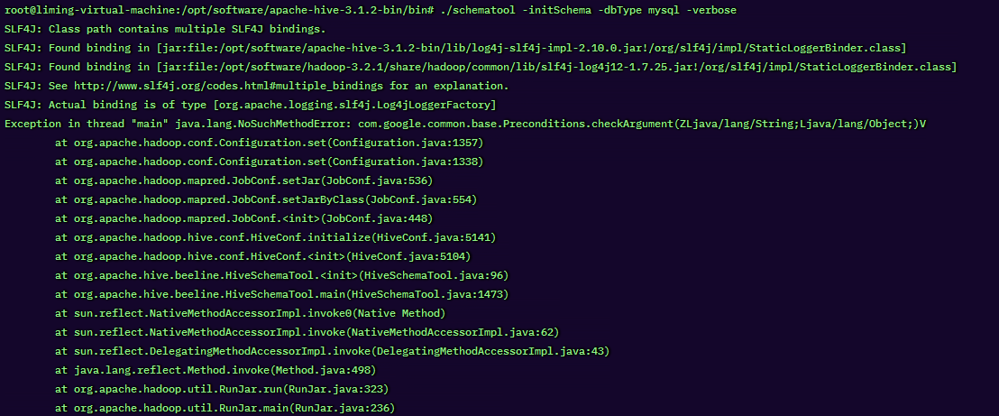 root@liming-virtual-machine:/opt/software/apache-hive-3.1.2-bin/bin# ./schematool -initSchema -dbType mysql -verbose
SLF4J: Class path contains multiple SLF4J bindings.
SLF4J: Found binding in [jar:file:/opt/software/apache-hive-3.1.2-bin/lib/log4j-slf4j-impl-2.10.0.jar!/org/slf4j/impl/StaticLoggerBinder.class]
SLF4J: Found binding in [jar:file:/opt/software/hadoop-3.2.1/share/hadoop/common/lib/slf4j-log4j12-1.7.25.jar!/org/slf4j/impl/StaticLoggerBinder.class]
SLF4J: See http://www.slf4j.org/codes.html#multiple_bindings for an explanation.
SLF4J: Actual binding is of type [org.apache.logging.slf4j.Log4jLoggerFactory]
Exception in thread "main" java.lang.NoSuchMethodError: com.google.common.base.Preconditions.checkArgument(ZLjava/lang/String;Ljava/lang/Object;)V
at org.apache.hadoop.conf.Configuration.set(Configuration.java:1357)
at org.apache.hadoop.conf.Configuration.set(Configuration.java:1338)
at org.apache.hadoop.mapred.JobConf.setJar(JobConf.java:536)
at org.apache.hadoop.mapred.JobConf.setJarByClass(JobConf.java:554)
at org.apache.hadoop.mapred.JobConf.<init>(JobConf.java:448)
at org.apache.hadoop.hive.conf.HiveConf.initialize(HiveConf.java:5141)
at org.apache.hadoop.hive.conf.HiveConf.<init>(HiveConf.java:5104)
at org.apache.hive.beeline.HiveSchemaTool.<init>(HiveSchemaTool.java:96)
at org.apache.hive.beeline.HiveSchemaTool.main(HiveSchemaTool.java:1473)
at sun.reflect.NativeMethodAccessorImpl.invoke0(Native Method)
at sun.reflect.NativeMethodAccessorImpl.invoke(NativeMethodAccessorImpl.java:62)
at sun.reflect.DelegatingMethodAccessorImpl.invoke(DelegatingMethodAccessorImpl.java:43)
at java.lang.reflect.Method.invoke(Method.java:498)
at org.apache.hadoop.util.RunJar.run(RunJar.java:323)
at org.apache.hadoop.util.RunJar.main(RunJar.java:236)